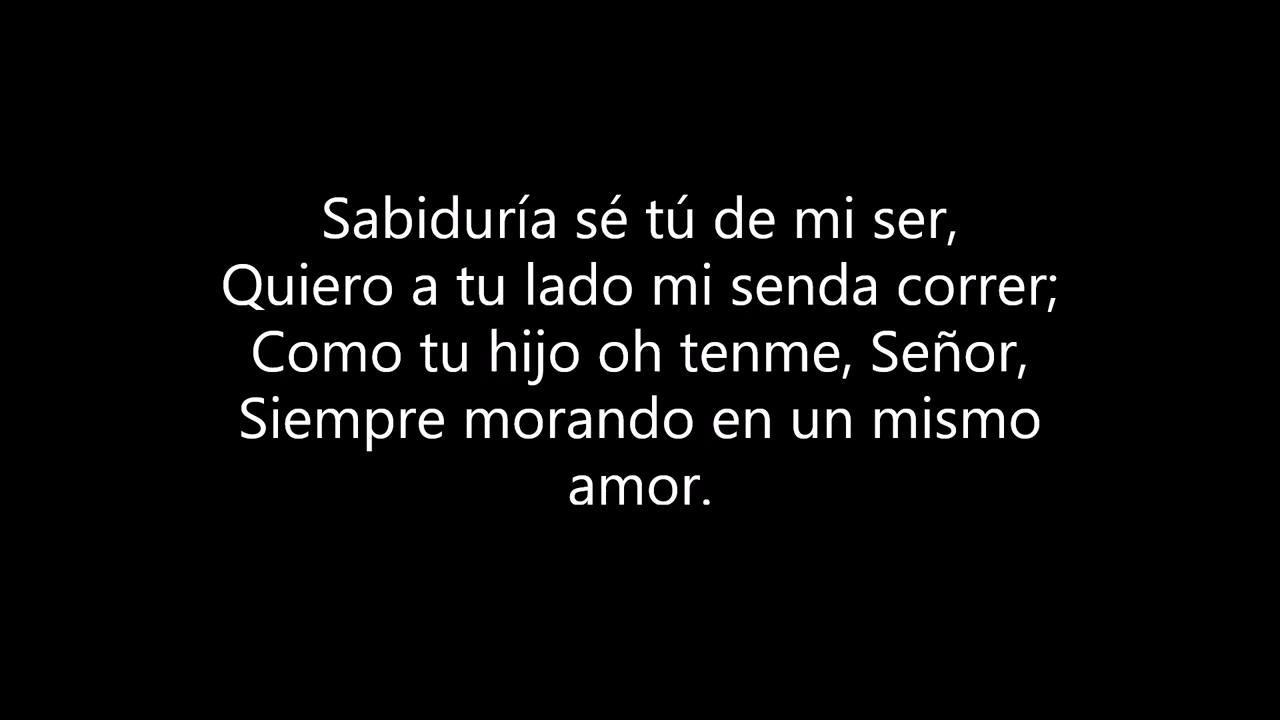 Sabiduría sé tú de mi ser,
Quiero a tu lado mi senda correr;
Como tu hijo oh tenme, Señor,
Siempre morando en un mismo
amor.